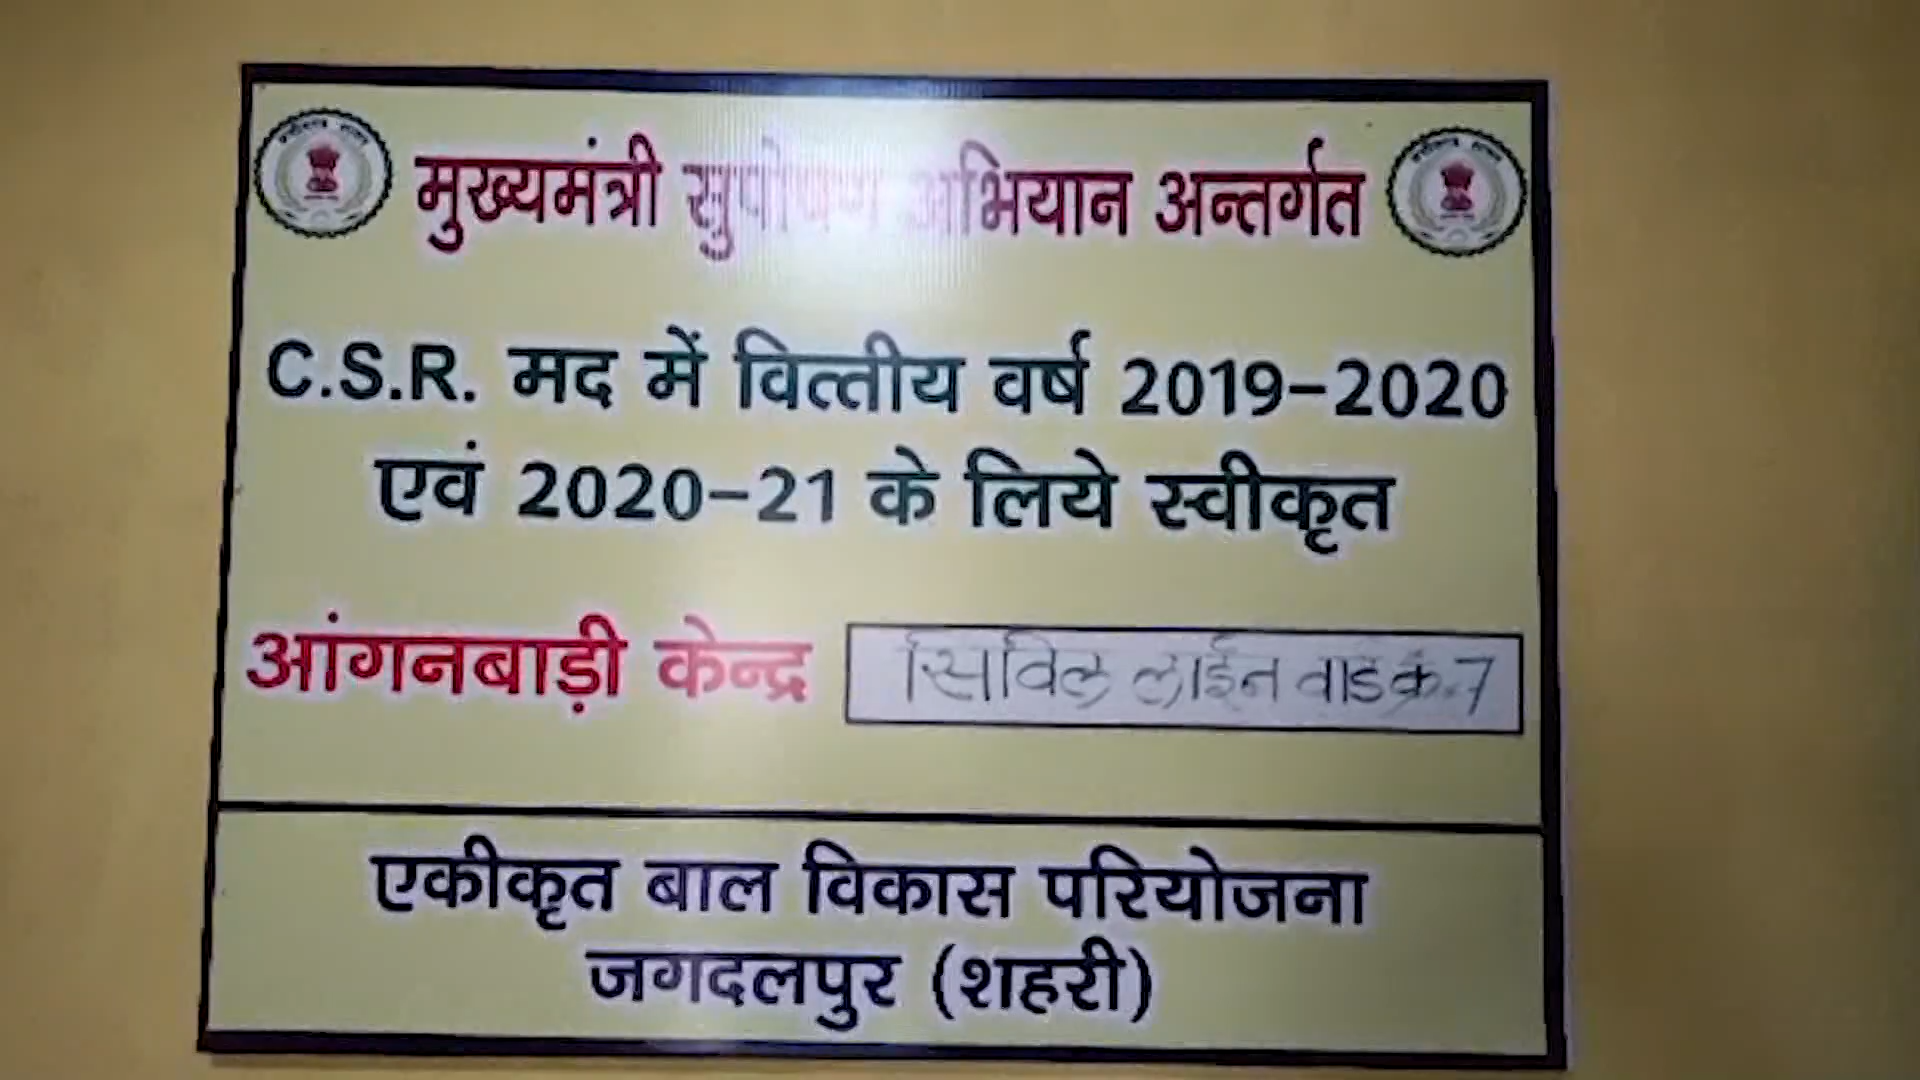 मुख्यमंत्री सुपोषण अभियान अन्तर्गत
C.S.R. मद में वित्तीय वर्ष 2019-2020
एवं 2020-21 के लिये स्वीकृत
आंगनबाड़ी केन्द्र सिविल लाईन वाड क्र.7
एकीकृत बाल विकास परियोजना
जगदलपुर (शहरी)